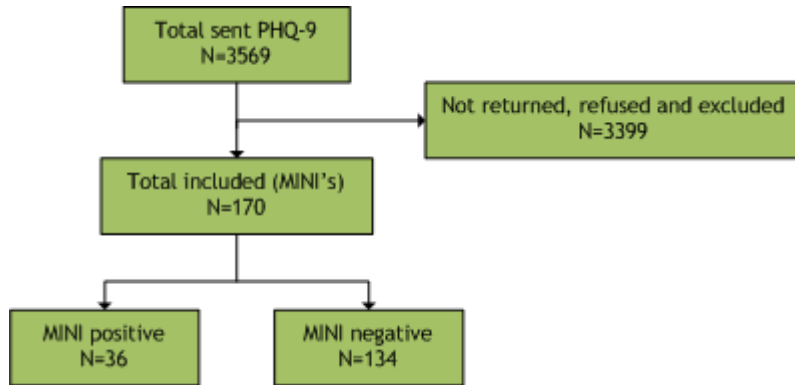 Total sent PHQ-9
N=3569
Not returned, refused and excluded
N=3399
Total included (MINI's)
N=170
MINI positive
N=36
MINI negative
N=134